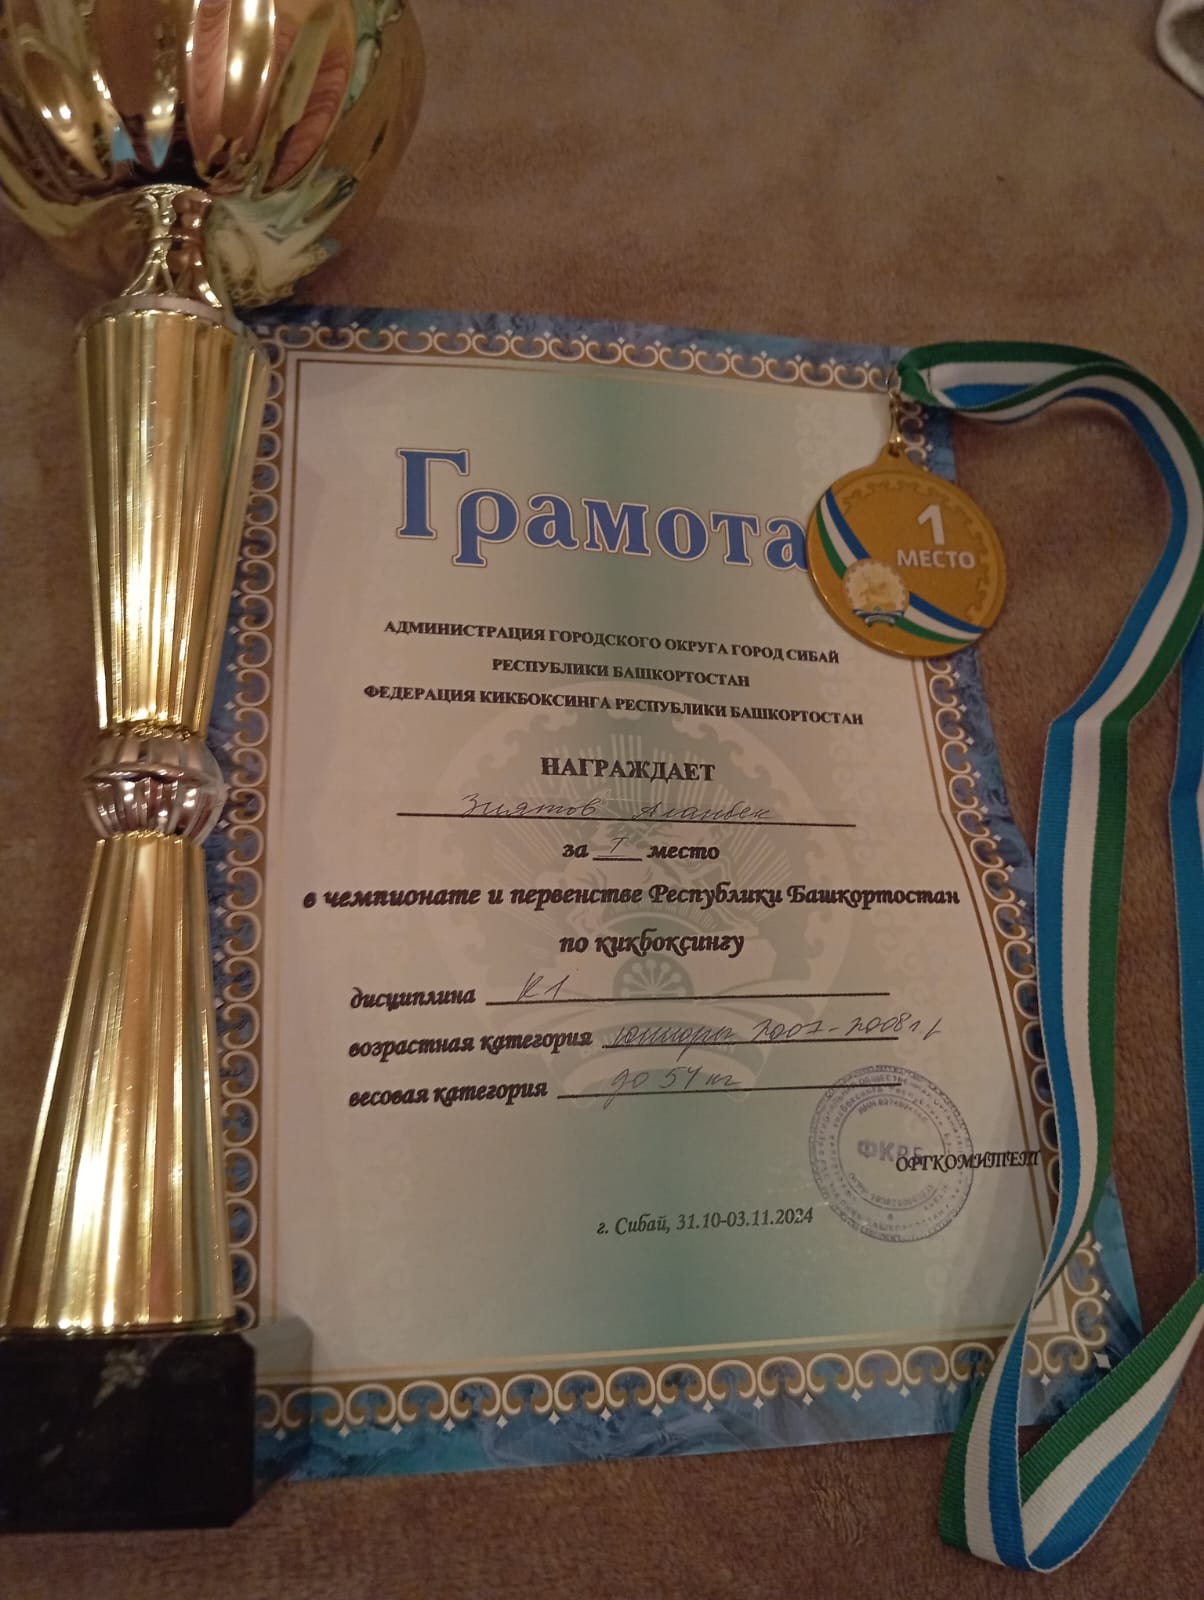 Грамота
1
МЕСТО
АДМИНИСТРАЦИЯ ГОРОДСКОГО ОКРУГА ГОРОД СИБАЙ
РЕСПУБЛИКИ БАШКОРТОСТАН
ФЕДЕРАЦИЯ КИКБОКСИНГА РЕСПУБЛИКИ БАШКОРТОСТАН
НАГРАЖДАЕТ
Зиятов Аланбек
за I место
в чемпионате и первенстве Республики Башкортостан
по кикбоксингу
дисциплина К1
возрастная категория юниоры 2007-2008 г.р
весовая категория до 54 кг
ФКРБ
ОРГКОМИТЕТ
г. Сибай, 31.10-03.11.2024